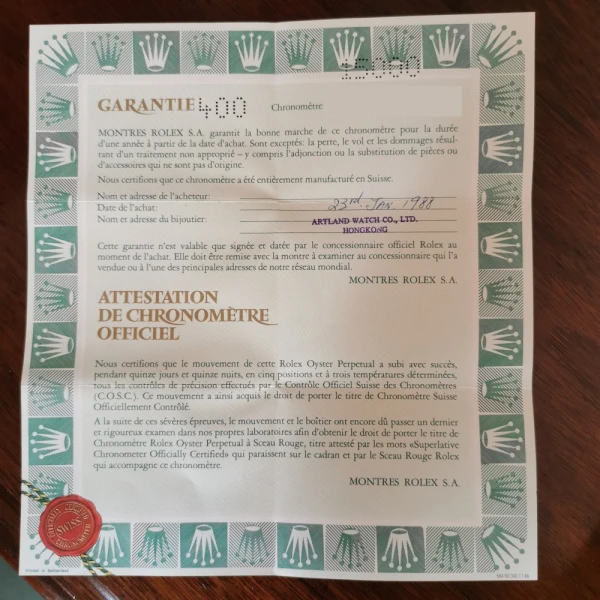 15000
GARANTIE 400 Chronomètre
MONTRES ROLEX S.A. garantit la bonne marche de ce chronomètre pour la durée
d'une année à partir de la date d'achat. Sont exceptés: la perte, le vol et les dommages résul-
tant d'un traitement non approprié – y compris l'adjonction ou la substitution de pièces ou
d'accessoires qui ne sont pas d'origine.
Nous certifions que ce chronomètre a été entièrement manufacturé en Suisse.
Nom et adresse de l'acheteur:
Date de l'achat: 23rd. JAN. 1988
Nom et adresse du bijoutier: ARTLAND WATCH CO., LTD.
HONGKONG
Cette garantie n'est valable que signée et datée par le concessionnaire officiel Rolex au
moment de l'achat. Elle doit être remise avec la montre à examiner au concessionnaire qui l'a
vendue ou à l'une des principales adresses de notre réseau mondial.
MONTRES ROLEX S.A.
ATTESTATION
DE CHRONOMÈTRE
OFFICIEL
Nous certifions que le mouvement de cette Rolex Oyster Perpetual a subi avec succès,
pendant quinze jours et quinze nuits, en cinq positions et à trois températures déterminées,
tous les contrôles de précision effectués par le Contrôle Officiel Suisse des Chronomètres
(C.O.S.C.). Ce mouvement a ainsi acquis le droit de porter le titre de Chronomètre Suisse
Officiellement Contrôlé.
A la suite de ces sévères épreuves, le mouvement et le boîtier ont encore dû passer un dernier
et rigoureux examen dans nos propres laboratoires afin d'obtenir le droit de porter le titre de
Chronomètre Rolex Oyster Perpetual à Sceau Rouge, titre attesté par les mots «Superlative
Chronometer Officially Certified» qui paraissent sur le cadran et par le Sceau Rouge Rolex
qui accompagne ce chronomètre.
MONTRES ROLEX S.A.
SWISS
Printed in Switzerland